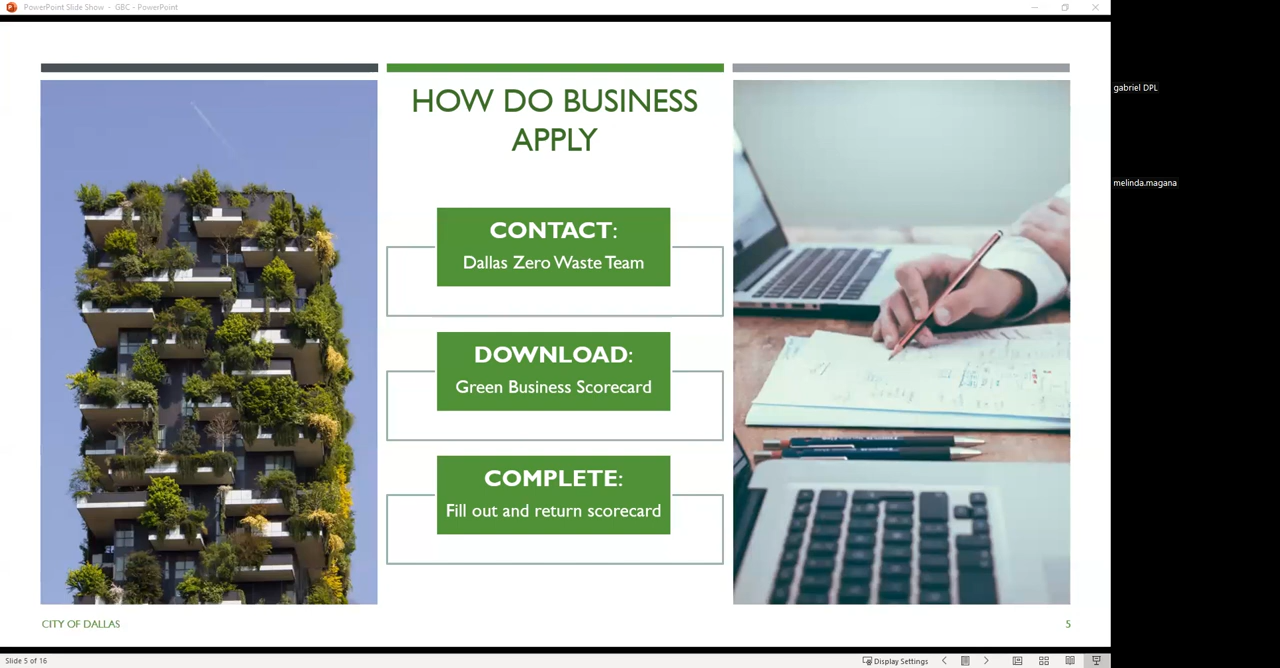 PowerPoint Slide Show - GBC - PowerPoint
HOW DO BUSINESS
APPLY
CONTACT:
Dallas Zero Waste Team
DOWNLOAD:
Green Business Scorecard
COMPLETE:
Fill out and return scorecard
CITY OF DALLAS
5
gabriel DPL
melinda.magana
Slide 5 of 16
Display Settings